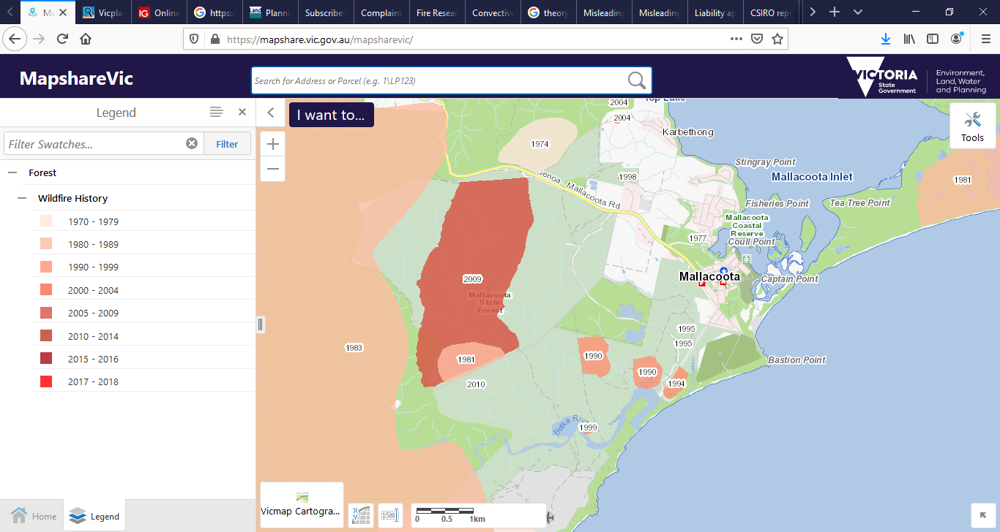 Ma
Vicpla
IG
Online
G
https:/
Land
Planni
Subscribe
Complaint
Fire Resear
Convectiv
G
theory
Misleading
Misleading
Liability ap
CSIRO repo
https://mapshare.vic.gov.au/mapsharevic/
MapshareVic
Search for Address or Parcel (e.g. 1\LP123)
VICTORIA
State
Government
Environment,
Land, Water
and Planning
Legend
I want to...
Tools
Filter Swatches...
Filter
Forest
Wildfire History
1970 - 1979
1980 - 1989
1990 - 1999
2000 - 2004
2005 - 2009
2010 - 2014
2015 - 2016
2017 - 2018
Top Lake
2004
2004
Karbethong
1974
Stingray Point
Genoa - Mallacoota Rd
1998
Mallacoota Inlet
1981
Fisheries Point
Tea Tree Point
Mallacoota
Coastal
Reserve
1977
Coull Point
Mallacoota
Captain Point
2009
Mallacoota
State
Forest
1995
1995
1983
1981
1990
Bastion Point
1990
2010
1994
Betka River
1999
Vicmap Cartogra...
X
Y
1:500
0 0.5 1km
Home
Legend